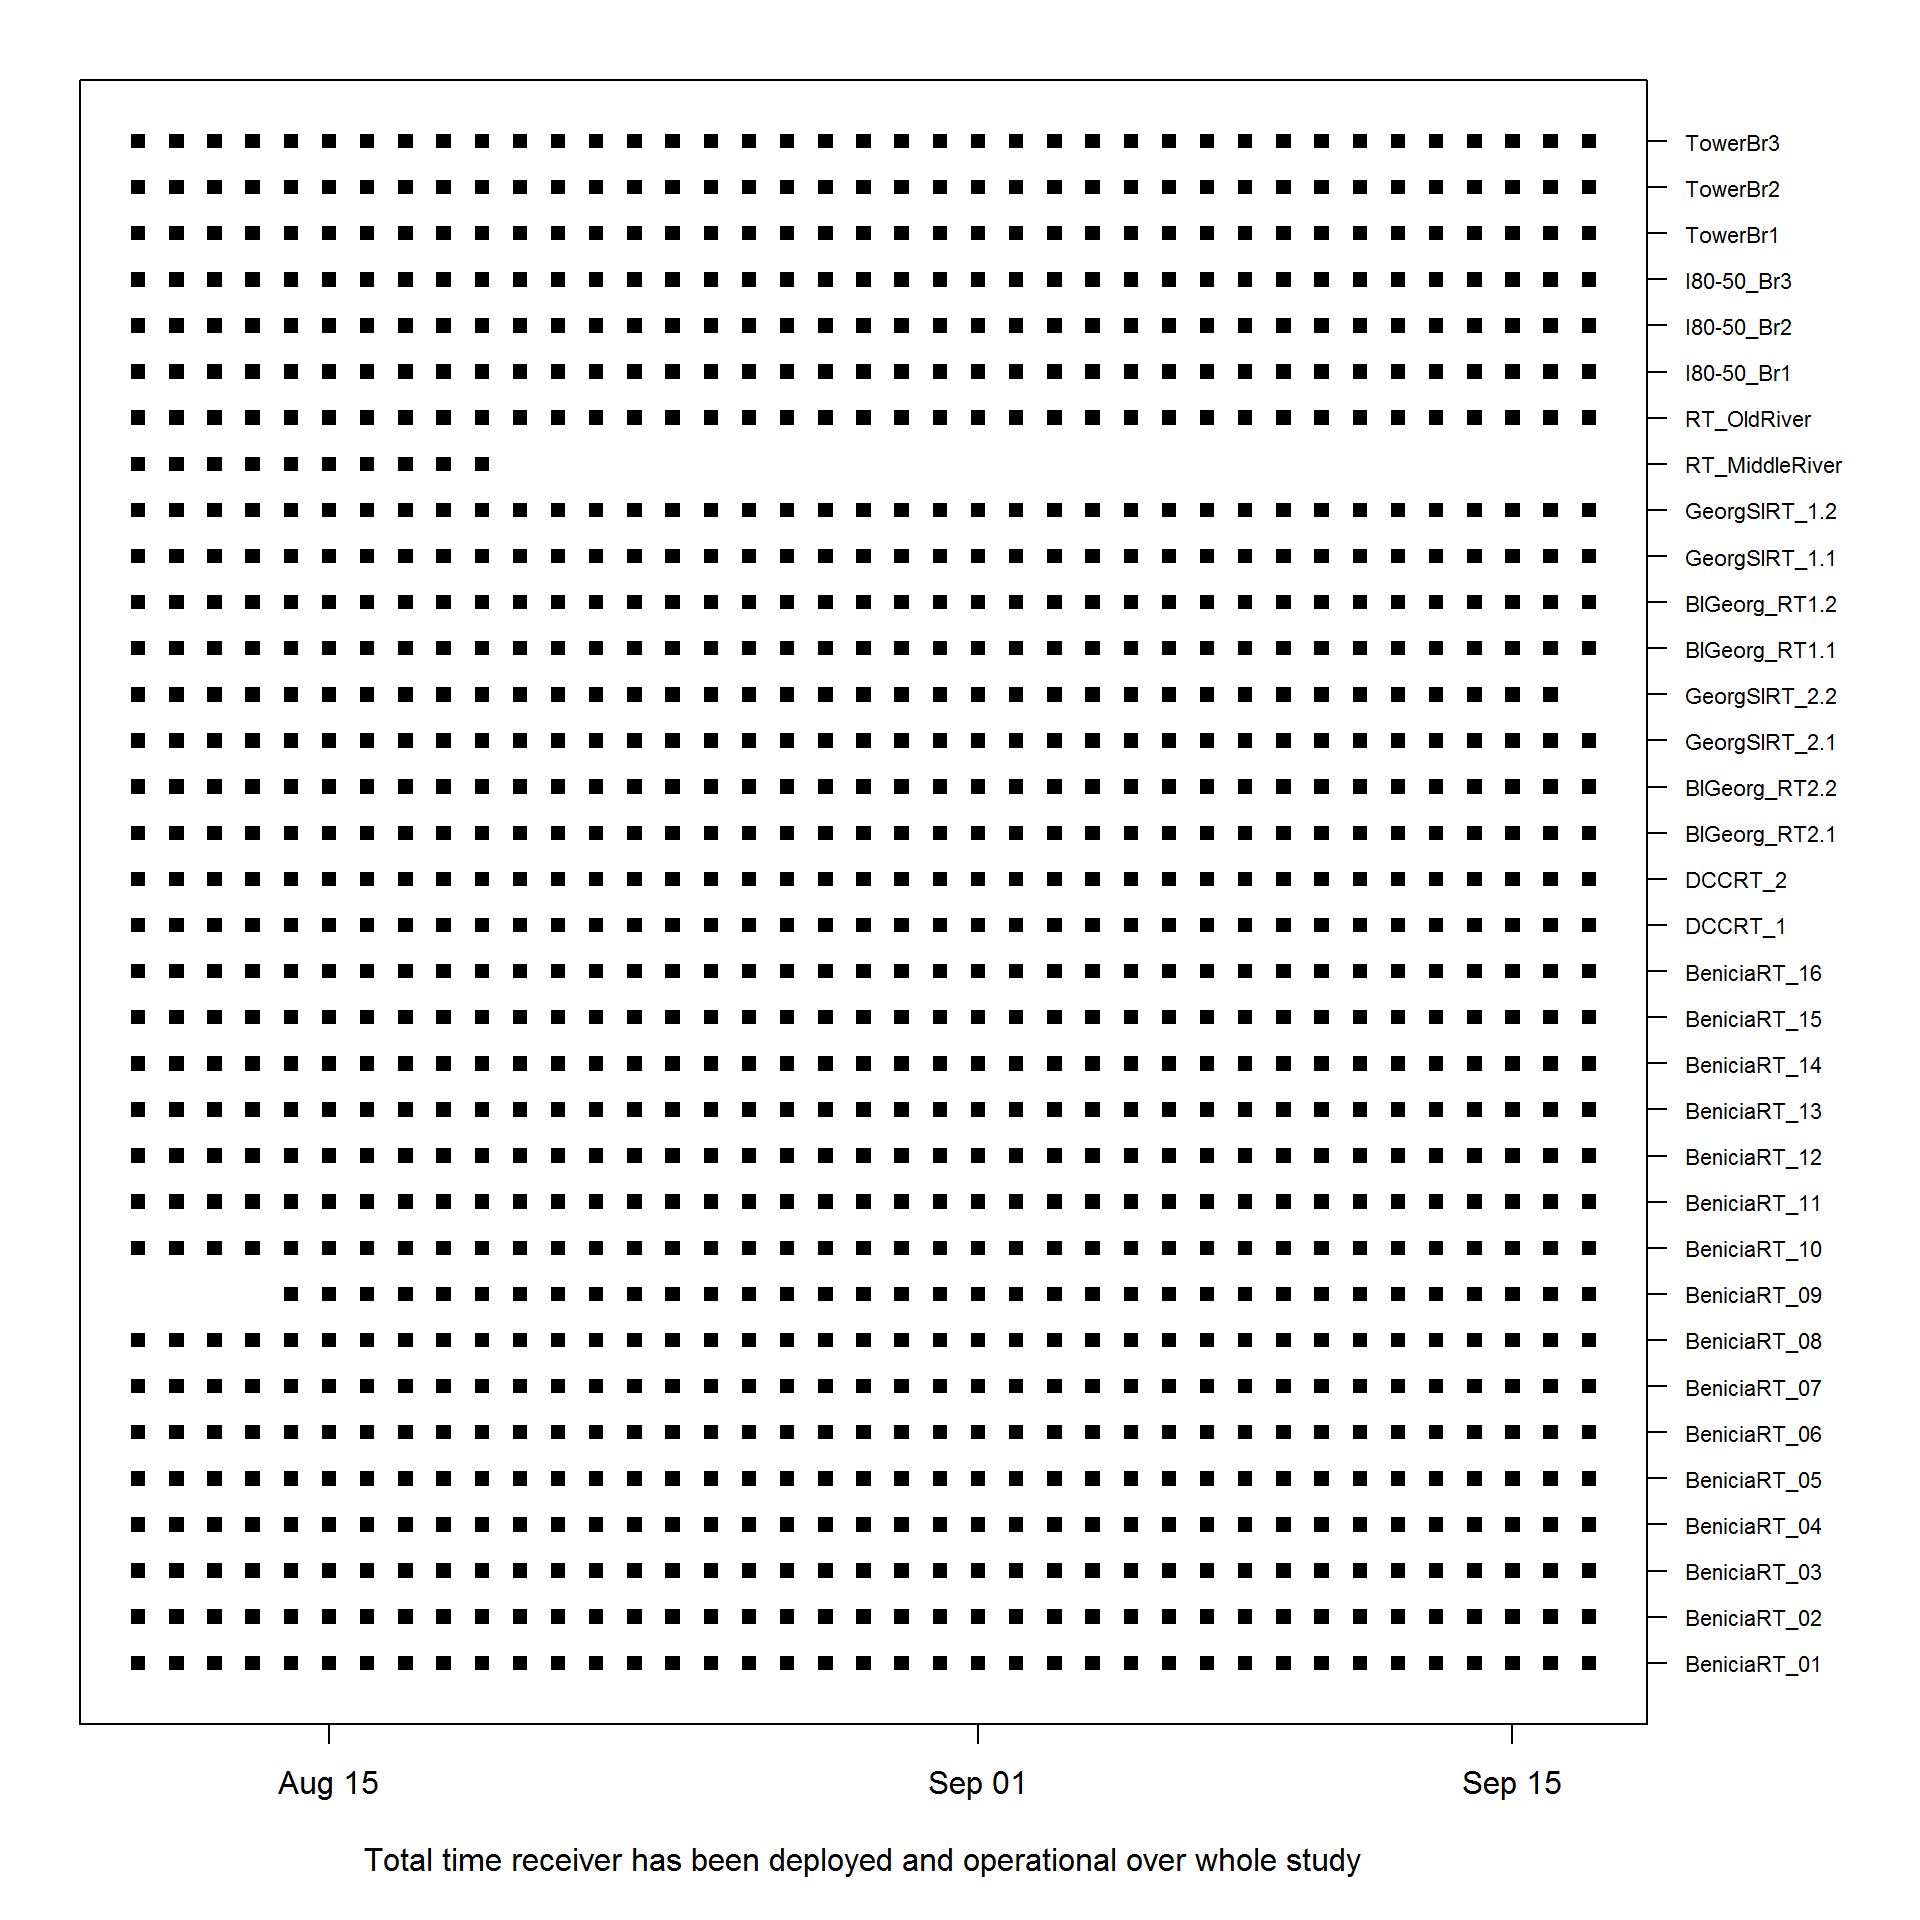 TowerBr3
TowerBr2
TowerBr1
I80-50_Br3
I80-50_Br2
I80-50_Br1
RT_OldRiver
RT_MiddleRiver
GeorgSlRT_1.2
GeorgSlRT_1.1
BlGeorg_RT1.2
BlGeorg_RT1.1
GeorgSlRT_2.2
GeorgSlRT_2.1
BlGeorg_RT2.2
BlGeorg_RT2.1
DCCRT_2
DCCRT_1
BeniciaRT_16
BeniciaRT_15
BeniciaRT_14
BeniciaRT_13
BeniciaRT_12
BeniciaRT_11
BeniciaRT_10
BeniciaRT_09
BeniciaRT_08
BeniciaRT_07
BeniciaRT_06
BeniciaRT_05
BeniciaRT_04
BeniciaRT_03
BeniciaRT_02
BeniciaRT_01
Aug 15 Sep 01 Sep 15
Total time receiver has been deployed and operational over whole study